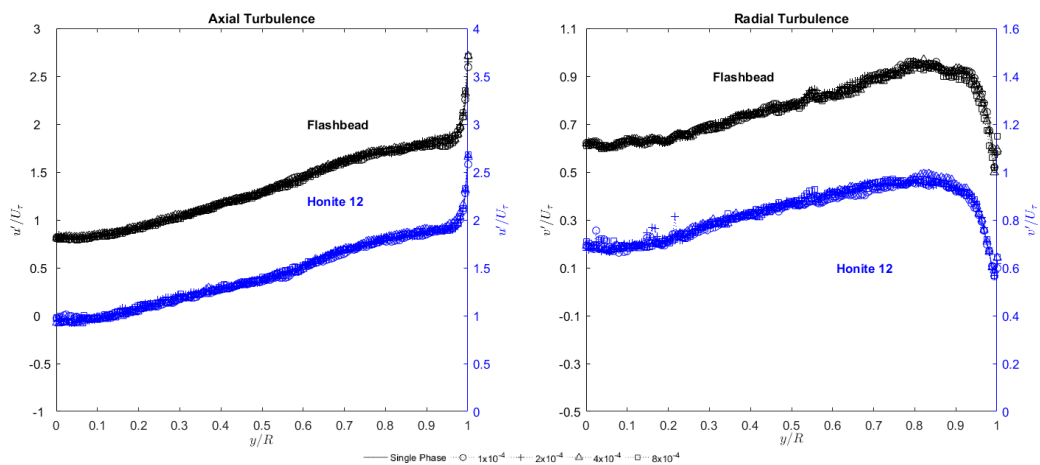 Axial Turbulence
3
2.5
2
1.5
1
0.5
0
-0.5
-1
u′/Uτ
Flashbead
Honite 12
4
3.5
3
2.5
2
1.5
1
0.5
0
u′/Uτ
0 0.1 0.2 0.3 0.4 0.5 0.6 0.7 0.8 0.9 1
y/R
Radial Turbulence
1.1
0.9
0.7
0.5
0.3
0.1
-0.1
-0.3
-0.5
v′/Uτ
Flashbead
Honite 12
1.6
1.4
1.2
1
0.8
0.6
0.4
0.2
0
v′/Uτ
0 0.1 0.2 0.3 0.4 0.5 0.6 0.7 0.8 0.9 1
y/R
Single Phase 1x10⁻⁴ 2x10⁻⁴ 4x10⁻⁴ 8x10⁻⁴